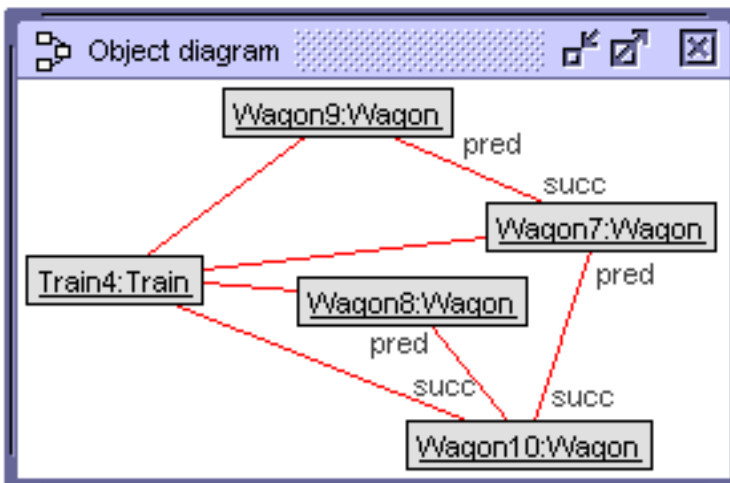 Object diagram
Wagon9:Wagon
pred
succ
Wagon7:Wagon
Train4:Train
pred
Wagon8:Wagon
pred
succ
succ
Wagon10:Wagon